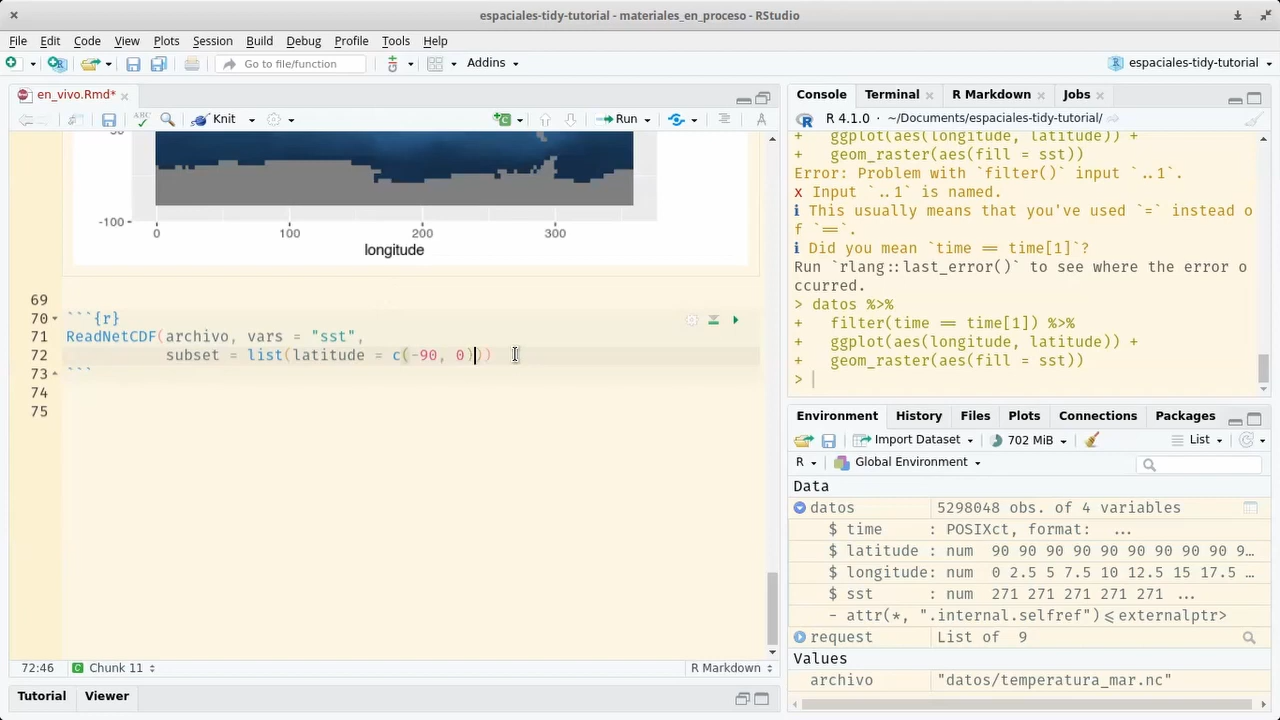 espaciales-tidy-tutorial - materiales_en_proceso - RStudio
File Edit Code View Plots Session Build Debug Profile Tools Help
Go to file/function
Addins
espaciales-tidy-tutorial
en_vivo.Rmd*
Knit
Run
-100
0 100 200 300
longitude
69
70 ```{r}
71 ReadNetCDF(archivo, vars = "sst",
72 subset = list(latitude = c(-90, 0)))
73 ```
74
75
72:46 Chunk 11 R Markdown
Tutorial Viewer
Console Terminal R Markdown Jobs
R 4.1.0 · ~/Documents/espaciales-tidy-tutorial/
+ ggplot(aes(longitude, latitude)) +
+ geom_raster(aes(fill = sst))
Error: Problem with `filter()` input `..1`.
x Input `..1` is named.
ℹ This usually means that you've used `=` instead o
f `==`.
ℹ Did you mean `time == time[1]`?
Run `rlang::last_error()` to see where the error o
ccurred.
> datos %>%
+ filter(time == time[1]) %>%
+ ggplot(aes(longitude, latitude)) +
+ geom_raster(aes(fill = sst))
>
Environment History Files Plots Connections Packages
Import Dataset 702 MiB List
R Global Environment
Data
datos 5298048 obs. of 4 variables
$ time : POSIXct, format: ...
$ latitude : num 90 90 90 90 90 90 90 90 90 9…
$ longitude: num 0 2.5 5 7.5 10 12.5 15 17.5 …
$ sst : num 271 271 271 271 271 ...
- attr(*, ".internal.selfref")<=externalptr>
request List of 9
Values
archivo "datos/temperatura_mar.nc"